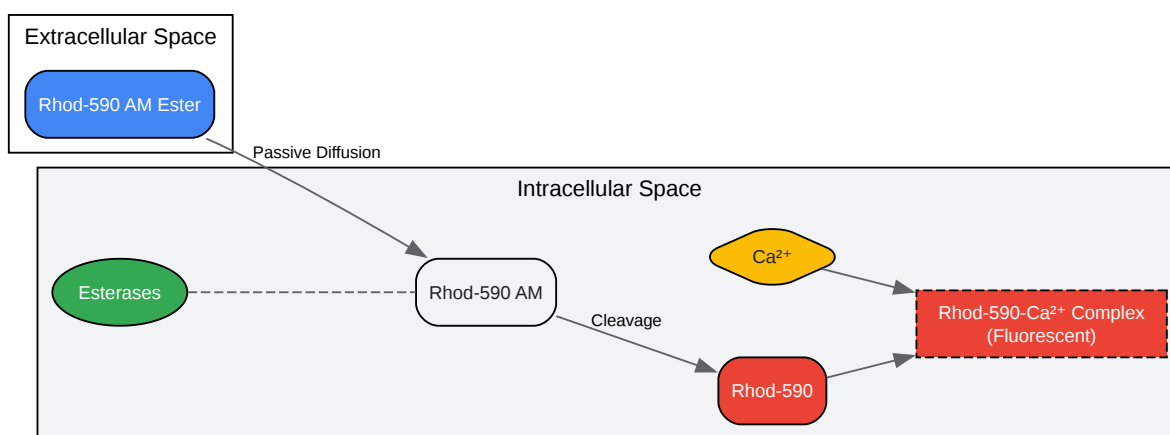 Extracellular Space
Rhod-590 AM Ester
Passive Diffusion
Intracellular Space
Ca²⁺
Esterases
Rhod-590 AM
Rhod-590-Ca²⁺ Complex
(Fluorescent)
Cleavage
Rhod-590